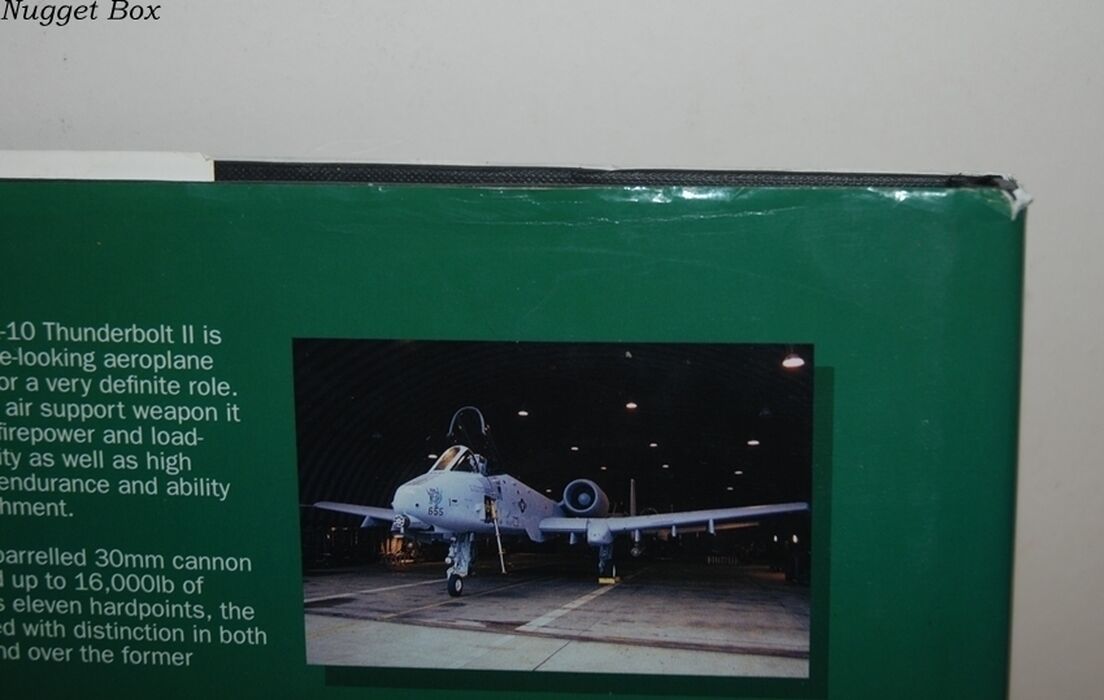 Nugget Box
-10 Thunderbolt II is
e-looking aeroplane
or a very definite role.
air support weapon it
firepower and load-
ity as well as high
endurance and ability
hment.
barrelled 30mm cannon
d up to 16,000lb of
s eleven hardpoints, the
ed with distinction in both
nd over the former
655